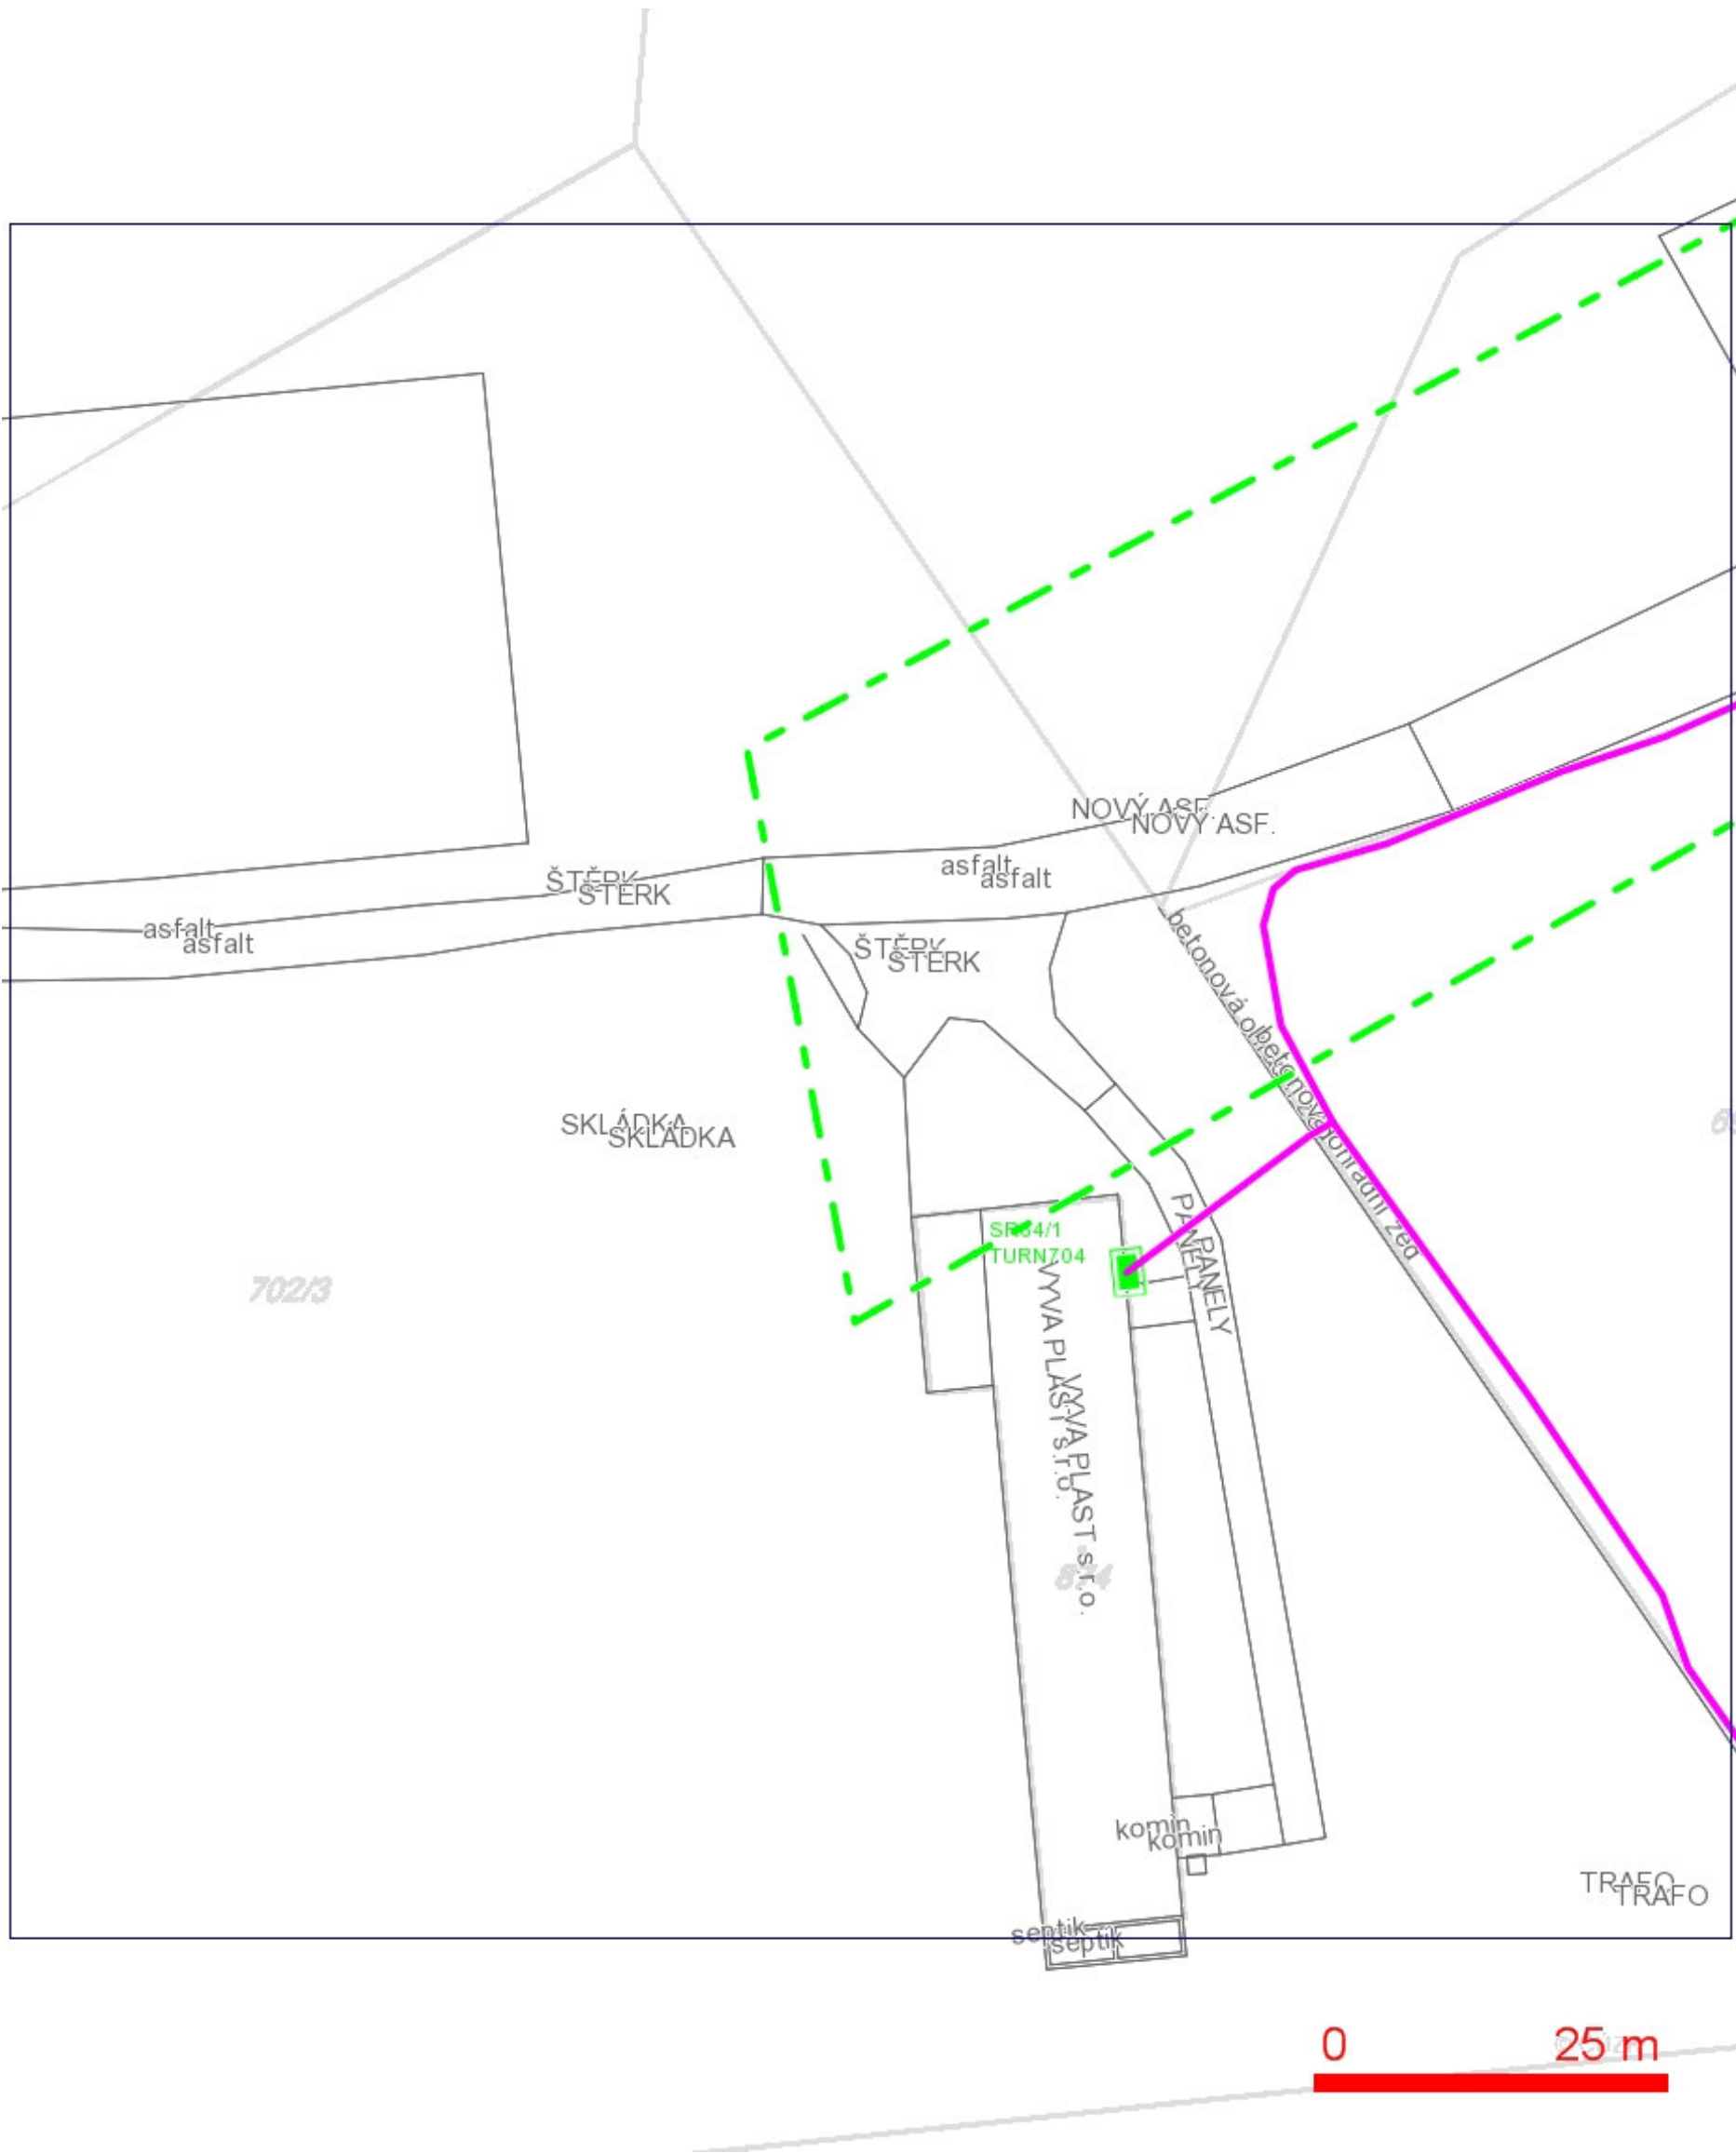 NOVÝ ASF.
NOVÝ ASF.
asfalt
asfalt
ŠTĚRK
ŠTĚRK
asfalt
asfalt
ŠTĚRK
ŠTĚRK
betonová
betonová ohradní zeď
SKLÁDKA
SKLÁDKA
PANELY
PANELY
TURN704
702/3
VYVA PLAST s.r.o.
VYVA PLAST s.r.o.
komín
komín
TRAFO
TRAFO
septik
septik
0 25 m